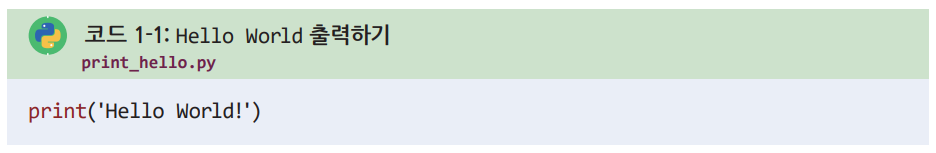 코드 1-1: Hello World 출력하기
print_hello.py
print('Hello World!')